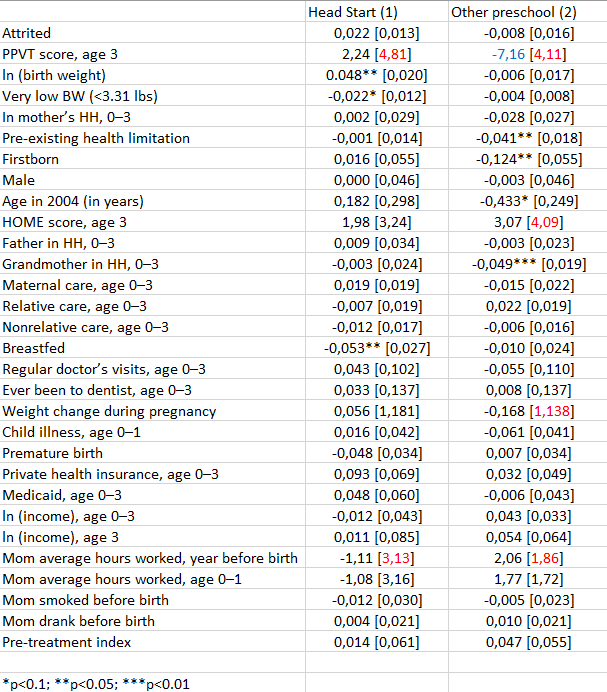 Head Start (1) Other preschool (2)
Attrited 0,022 [0,013] -0,008 [0,016]
PPVT score, age 3 2,24 [4,81] -7,16 [4,11]
ln (birth weight) 0.048** [0,020] -0,006 [0,017]
Very low BW (<3.31 lbs) -0,022* [0,012] -0,004 [0,008]
In mother's HH, 0–3 0,002 [0,029] -0,028 [0,027]
Pre-existing health limitation -0,001 [0,014] -0,041** [0,018]
Firstborn 0,016 [0,055] -0,124** [0,055]
Male 0,000 [0,046] -0,003 [0,046]
Age in 2004 (in years) 0,182 [0,298] -0,433* [0,249]
HOME score, age 3 1,98 [3,24] 3,07 [4,09]
Father in HH, 0–3 0,009 [0,034] -0,003 [0,023]
Grandmother in HH, 0–3 -0,003 [0,024] -0,049*** [0,019]
Maternal care, age 0–3 0,019 [0,019] -0,015 [0,022]
Relative care, age 0–3 -0,007 [0,019] 0,022 [0,019]
Nonrelative care, age 0–3 -0,012 [0,017] -0,006 [0,016]
Breastfed -0,053** [0,027] -0,010 [0,024]
Regular doctor's visits, age 0–3 0,043 [0,102] -0,055 [0,110]
Ever been to dentist, age 0–3 0,033 [0,137] 0,008 [0,137]
Weight change during pregnancy 0,056 [1,181] -0,168 [1,138]
Child illness, age 0–1 0,016 [0,042] -0,061 [0,041]
Premature birth -0,048 [0,034] 0,007 [0,034]
Private health insurance, age 0–3 0,093 [0,069] 0,032 [0,049]
Medicaid, age 0–3 0,048 [0,060] -0,006 [0,043]
ln (income), age 0–3 -0,012 [0,043] 0,043 [0,033]
ln (income), age 3 0,011 [0,085] 0,054 [0,064]
Mom average hours worked, year before birth -1,11 [3,13] 2,06 [1,86]
Mom average hours worked, age 0–1 -1,08 [3,16] 1,77 [1,72]
Mom smoked before birth -0,012 [0,030] -0,005 [0,023]
Mom drank before birth 0,004 [0,021] 0,010 [0,021]
Pre-treatment index 0,014 [0,061] 0,047 [0,055]
*p<0.1; **p<0.05; ***p<0.01